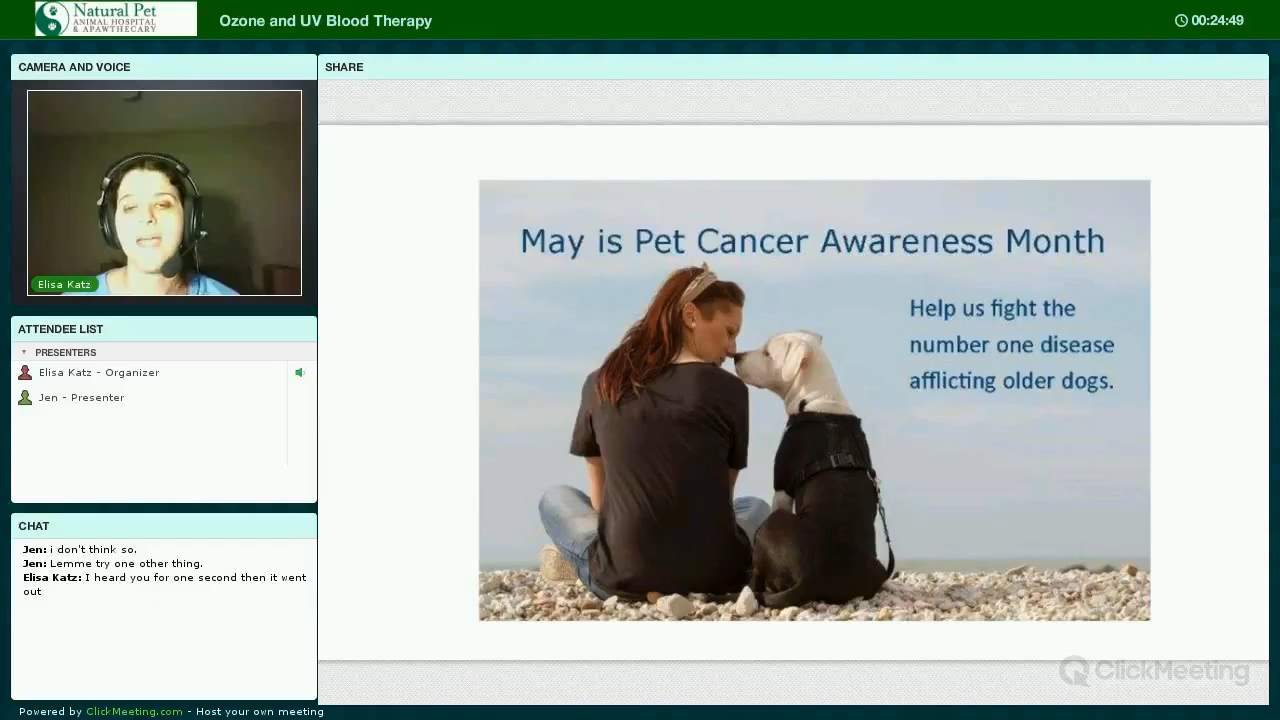 Natural Pet
ANIMAL HOSPITAL
& APAWTHECARY
Ozone and UV Blood Therapy
00:24:49
CAMERA AND VOICE
SHARE
Elisa Katz
ATTENDEE LIST
PRESENTERS
Elisa Katz - Organizer
Jen - Presenter
CHAT
Jen: i don't think so.
Jen: Lemme try one other thing.
Elisa Katz: I heard you for one second then it went
out
May is Pet Cancer Awareness Month
Help us fight the
number one disease
afflicting older dogs.
ClickMeeting
Powered by ClickMeeting.com - Host your own meeting